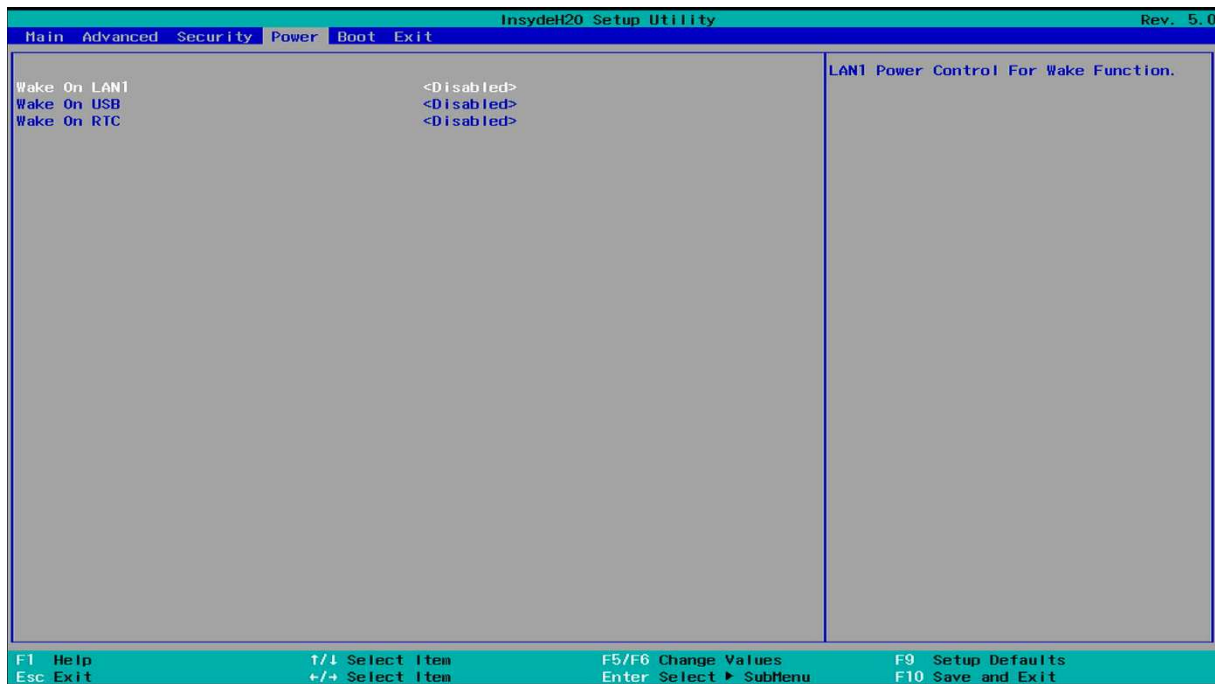 InsydeH20 Setup Utility Rev. 5.0
Main Advanced Security Power Boot Exit
LAN1 Power Control For Wake Function.
Wake On LAN1 <Disabled>
Wake On USB <Disabled>
Wake On RTC <Disabled>
F1 Help ↑/↓ Select Item F5/F6 Change Values F9 Setup Defaults
Esc Exit ←/→ Select Item Enter Select ▶ SubMenu F10 Save and Exit